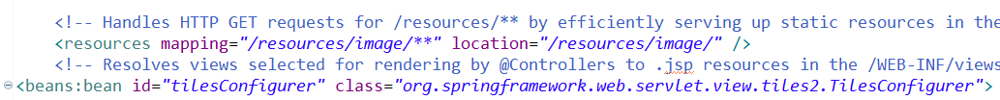 <!-- Handles HTTP GET requests for /resources/** by efficiently serving up static resources in the
<resources mapping="/resources/image/**" location="/resources/image/" />
<!-- Resolves views selected for rendering by @Controllers to .jsp resources in the /WEB-INF/views
<beans:bean id="tilesConfigurer" class="org.springframework.web.servlet.view.tiles2.TilesConfigurer">